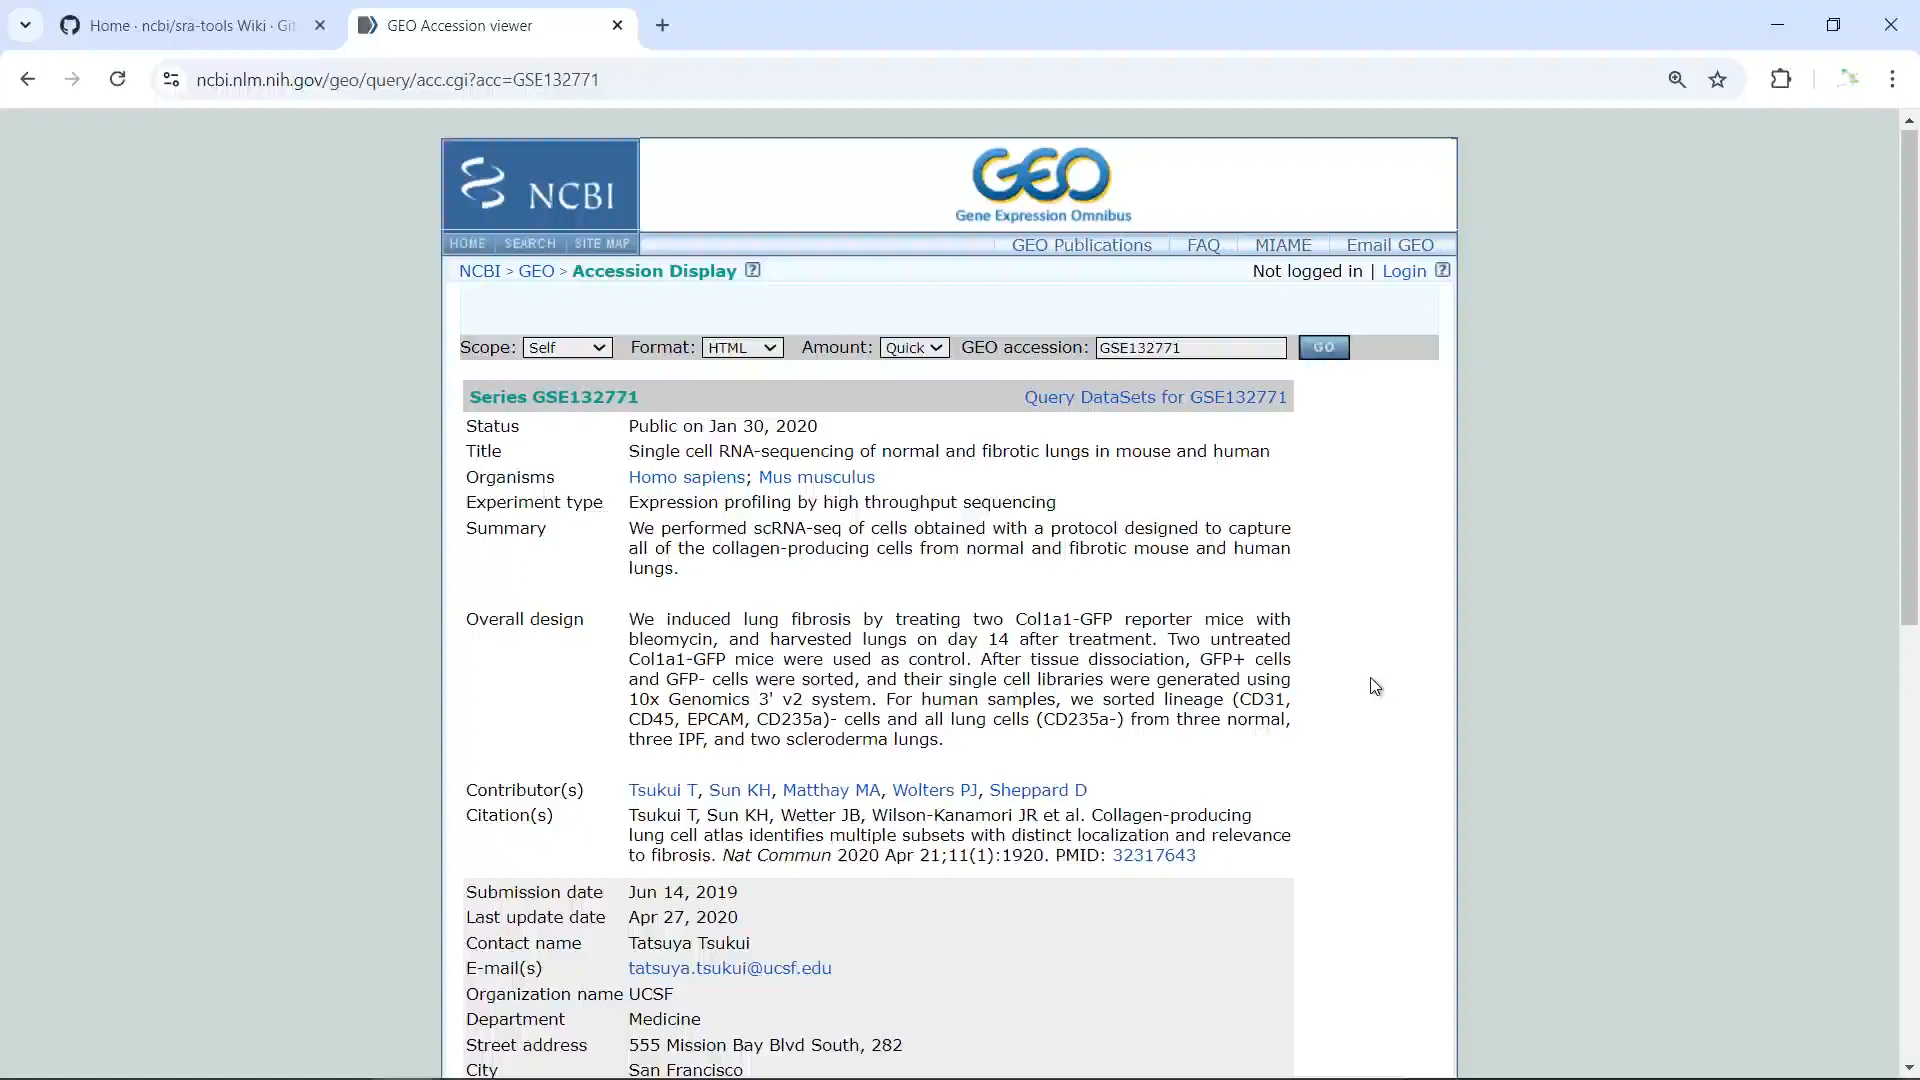 Home · ncbi/sra-tools Wiki · Git
GEO Accession viewer
ncbi.nlm.nih.gov/geo/query/acc.cgi?acc=GSE132771
NCBI
GEO
Gene Expression Omnibus
HOME SEARCH SITE MAP
GEO Publications FAQ MIAME Email GEO
NCBI > GEO > Accession Display ?
Not logged in | Login ?
Scope: Self Format: HTML Amount: Quick GEO accession: GSE132771 GO
Series GSE132771 Query DataSets for GSE132771
Status Public on Jan 30, 2020
Title Single cell RNA-sequencing of normal and fibrotic lungs in mouse and human
Organisms Homo sapiens; Mus musculus
Experiment type Expression profiling by high throughput sequencing
Summary We performed scRNA-seq of cells obtained with a protocol designed to capture
all of the collagen-producing cells from normal and fibrotic mouse and human
lungs.
Overall design We induced lung fibrosis by treating two Col1a1-GFP reporter mice with
bleomycin, and harvested lungs on day 14 after treatment. Two untreated
Col1a1-GFP mice were used as control. After tissue dissociation, GFP+ cells
and GFP- cells were sorted, and their single cell libraries were generated using
10x Genomics 3' v2 system. For human samples, we sorted lineage (CD31,
CD45, EPCAM, CD235a)- cells and all lung cells (CD235a-) from three normal,
three IPF, and two scleroderma lungs.
Contributor(s) Tsukui T, Sun KH, Matthay MA, Wolters PJ, Sheppard D
Citation(s) Tsukui T, Sun KH, Wetter JB, Wilson-Kanamori JR et al. Collagen-producing
lung cell atlas identifies multiple subsets with distinct localization and relevance
to fibrosis. Nat Commun 2020 Apr 21;11(1):1920. PMID: 32317643
Submission date Jun 14, 2019
Last update date Apr 27, 2020
Contact name Tatsuya Tsukui
E-mail(s) tatsuya.tsukui@ucsf.edu
Organization name UCSF
Department Medicine
Street address 555 Mission Bay Blvd South, 282
City San Francisco